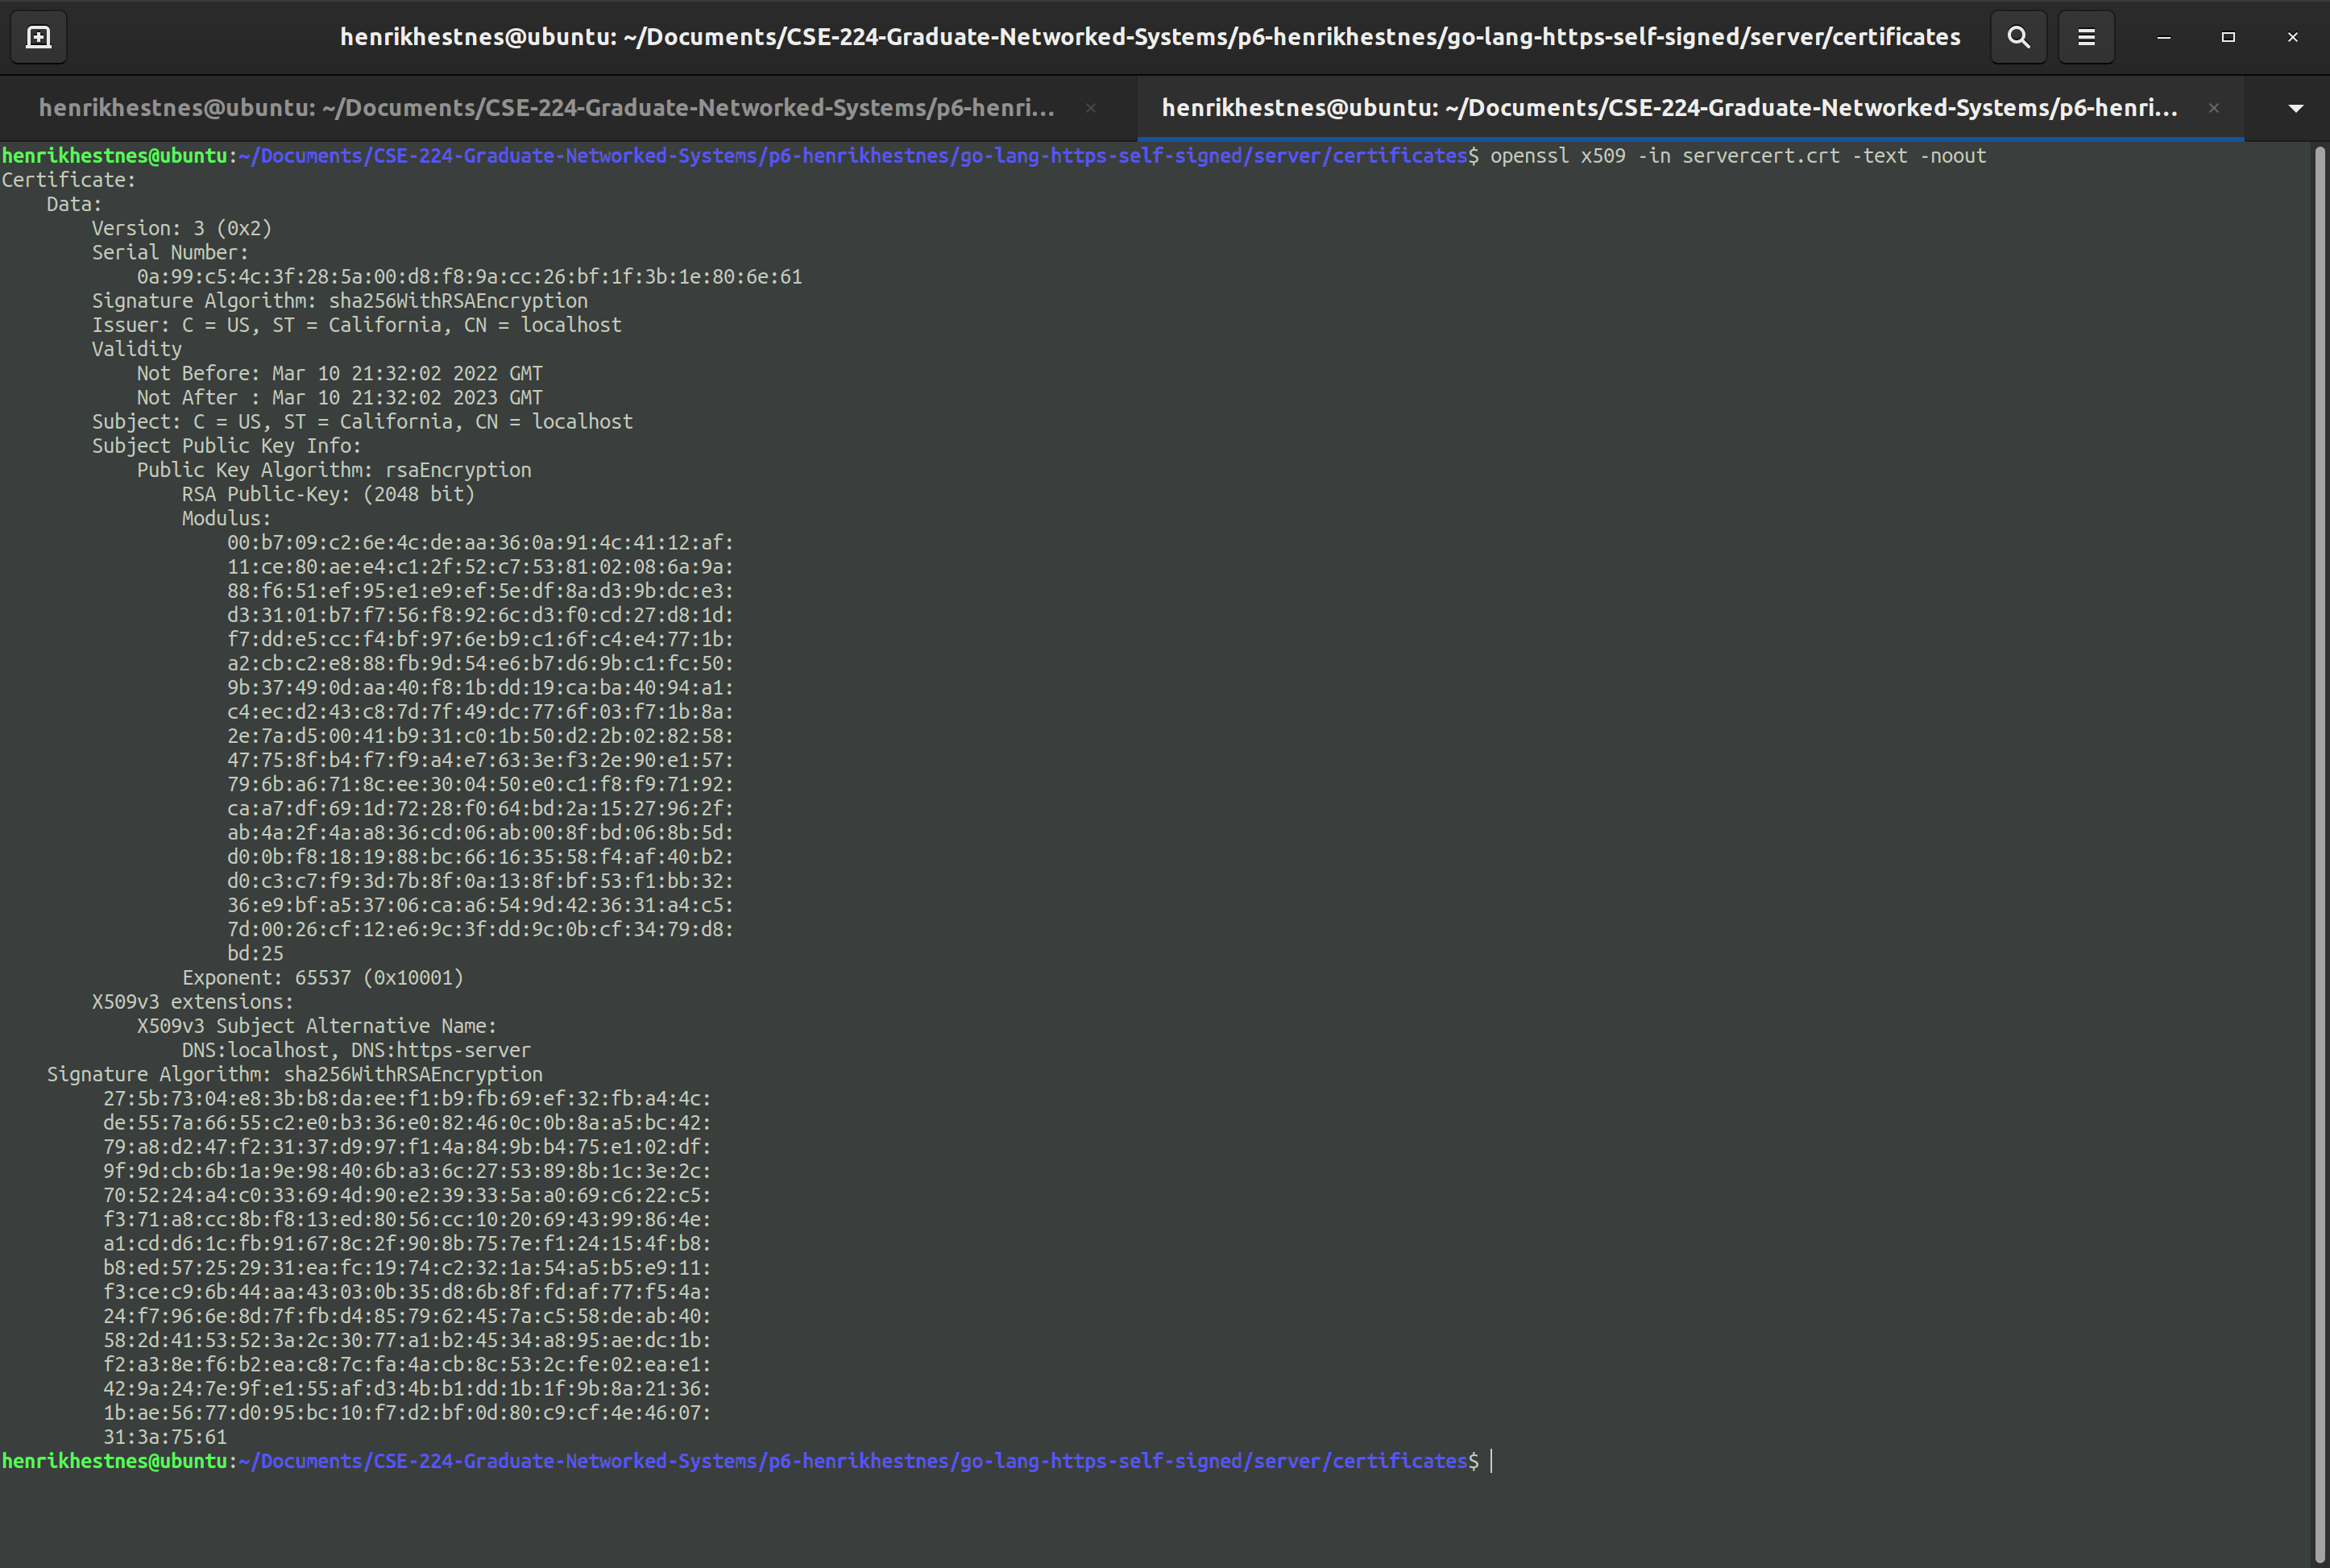 henrikhestnes@ubuntu: ~/Documents/CSE-224-Graduate-Networked-Systems/p6-henrikhestnes/go-lang-https-self-signed/server/certificates
henrikhestnes@ubuntu: ~/Documents/CSE-224-Graduate-Networked-Systems/p6-henri...
henrikhestnes@ubuntu: ~/Documents/CSE-224-Graduate-Networked-Systems/p6-henri...
henrikhestnes@ubuntu:~/Documents/CSE-224-Graduate-Networked-Systems/p6-henrikhestnes/go-lang-https-self-signed/server/certificates$ openssl x509 -in servercert.crt -text -noout
Certificate:
    Data:
        Version: 3 (0x2)
        Serial Number:
            0a:99:c5:4c:3f:28:5a:00:d8:f8:9a:cc:26:bf:1f:3b:1e:80:6e:61
        Signature Algorithm: sha256WithRSAEncryption
        Issuer: C = US, ST = California, CN = localhost
        Validity
            Not Before: Mar 10 21:32:02 2022 GMT
            Not After : Mar 10 21:32:02 2023 GMT
        Subject: C = US, ST = California, CN = localhost
        Subject Public Key Info:
            Public Key Algorithm: rsaEncryption
                RSA Public-Key: (2048 bit)
                Modulus:
                    00:b7:09:c2:6e:4c:de:aa:36:0a:91:4c:41:12:af:
                    11:ce:80:ae:e4:c1:2f:52:c7:53:81:02:08:6a:9a:
                    88:f6:51:ef:95:e1:e9:ef:5e:df:8a:d3:9b:dc:e3:
                    d3:31:01:b7:f7:56:f8:92:6c:d3:f0:cd:27:d8:1d:
                    f7:dd:e5:cc:f4:bf:97:6e:b9:c1:6f:c4:e4:77:1b:
                    a2:cb:c2:e8:88:fb:9d:54:e6:b7:d6:9b:c1:fc:50:
                    9b:37:49:0d:aa:40:f8:1b:dd:19:ca:ba:40:94:a1:
                    c4:ec:d2:43:c8:7d:7f:49:dc:77:6f:03:f7:1b:8a:
                    2e:7a:d5:00:41:b9:31:c0:1b:50:d2:2b:02:82:58:
                    47:75:8f:b4:f7:f9:a4:e7:63:3e:f3:2e:90:e1:57:
                    79:6b:a6:71:8c:ee:30:04:50:e0:c1:f8:f9:71:92:
                    ca:a7:df:69:1d:72:28:f0:64:bd:2a:15:27:96:2f:
                    ab:4a:2f:4a:a8:36:cd:06:ab:00:8f:bd:06:8b:5d:
                    d0:0b:f8:18:19:88:bc:66:16:35:58:f4:af:40:b2:
                    d0:c3:c7:f9:3d:7b:8f:0a:13:8f:bf:53:f1:bb:32:
                    36:e9:bf:a5:37:06:ca:a6:54:9d:42:36:31:a4:c5:
                    7d:00:26:cf:12:e6:9c:3f:dd:9c:0b:cf:34:79:d8:
                    bd:25
                Exponent: 65537 (0x10001)
        X509v3 extensions:
            X509v3 Subject Alternative Name:
                DNS:localhost, DNS:https-server
    Signature Algorithm: sha256WithRSAEncryption
         27:5b:73:04:e8:3b:b8:da:ee:f1:b9:fb:69:ef:32:fb:a4:4c:
         de:55:7a:66:55:c2:e0:b3:36:e0:82:46:0c:0b:8a:a5:bc:42:
         79:a8:d2:47:f2:31:37:d9:97:f1:4a:84:9b:b4:75:e1:02:df:
         9f:9d:cb:6b:1a:9e:98:40:6b:a3:6c:27:53:89:8b:1c:3e:2c:
         70:52:24:a4:c0:33:69:4d:90:e2:39:33:5a:a0:69:c6:22:c5:
         f3:71:a8:cc:8b:f8:13:ed:80:56:cc:10:20:69:43:99:86:4e:
         a1:cd:d6:1c:fb:91:67:8c:2f:90:8b:75:7e:f1:24:15:4f:b8:
         b8:ed:57:25:29:31:ea:fc:19:74:c2:32:1a:54:a5:b5:e9:11:
         f3:ce:c9:6b:44:aa:43:03:0b:35:d8:6b:8f:fd:af:77:f5:4a:
         24:f7:96:6e:8d:7f:fb:d4:85:79:62:45:7a:c5:58:de:ab:40:
         58:2d:41:53:52:3a:2c:30:77:a1:b2:45:34:a8:95:ae:dc:1b:
         f2:a3:8e:f6:b2:ea:c8:7c:fa:4a:cb:8c:53:2c:fe:02:ea:e1:
         42:9a:24:7e:9f:e1:55:af:d3:4b:b1:dd:1b:1f:9b:8a:21:36:
         1b:ae:56:77:d0:95:bc:10:f7:d2:bf:0d:80:c9:cf:4e:46:07:
         31:3a:75:61
henrikhestnes@ubuntu:~/Documents/CSE-224-Graduate-Networked-Systems/p6-henrikhestnes/go-lang-https-self-signed/server/certificates$